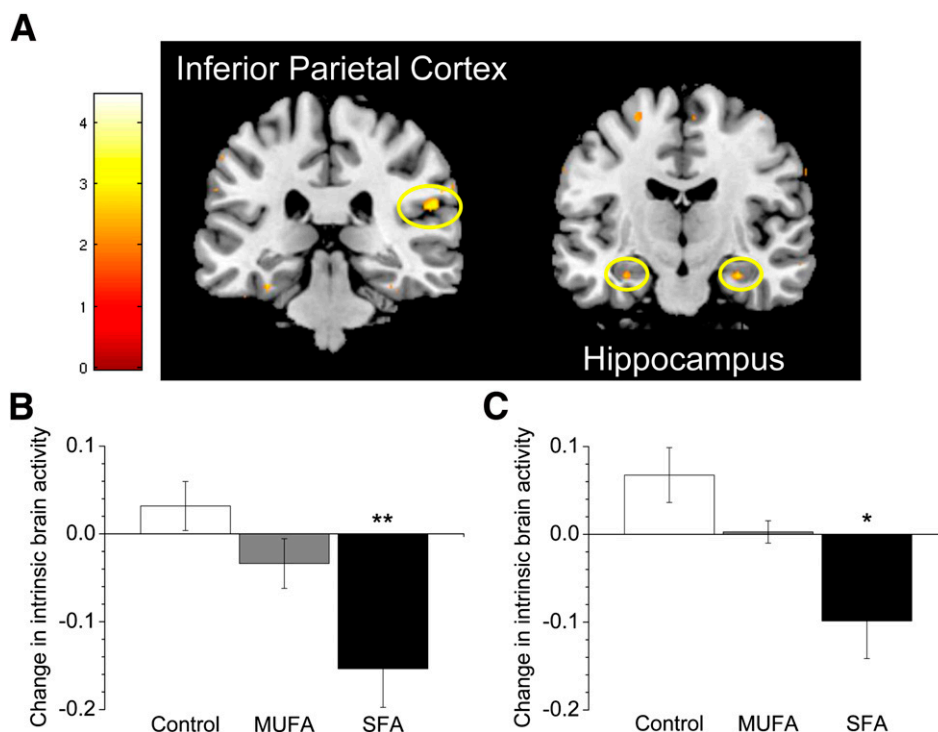 A
Inferior Parietal Cortex
4
3
2
1
0
Hippocampus
B
Change in intrinsic brain activity
0.1
0.0
-0.1
-0.2
**
Control MUFA SFA
C
Change in intrinsic brain activity
0.1
0.0
-0.1
-0.2
*
Control MUFA SFA